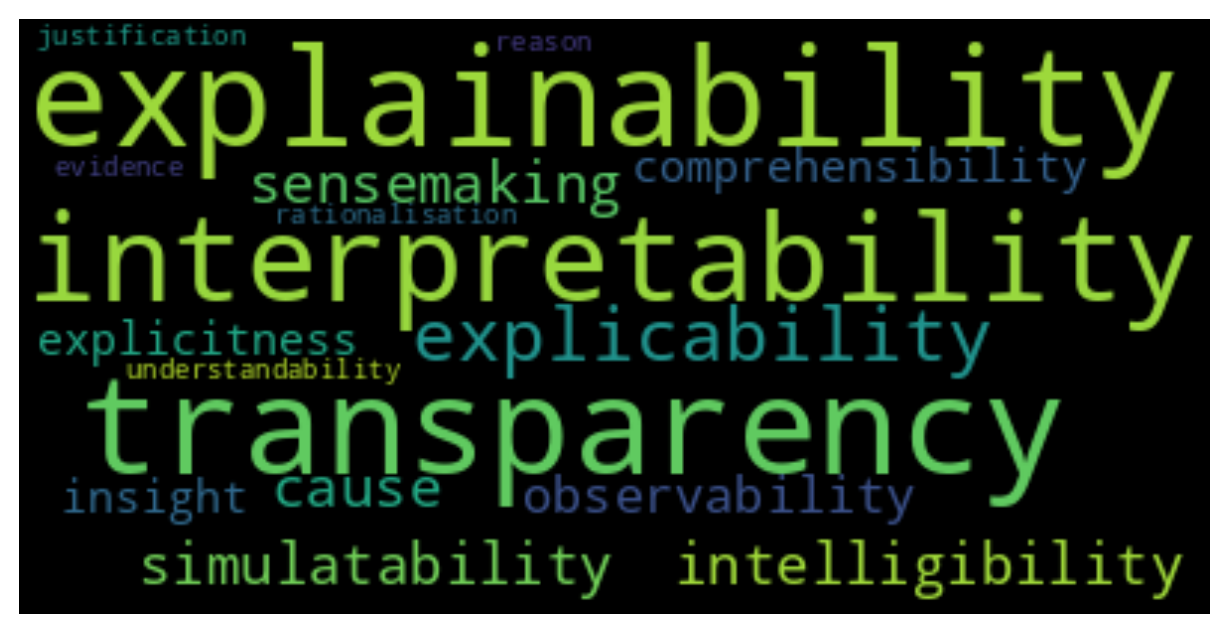 justification reason
explainability
evidence sensemaking comprehensibility
rationalisation
interpretability
explicitness explicability
understandability
transparency
insight cause observability
simulatability intelligibility